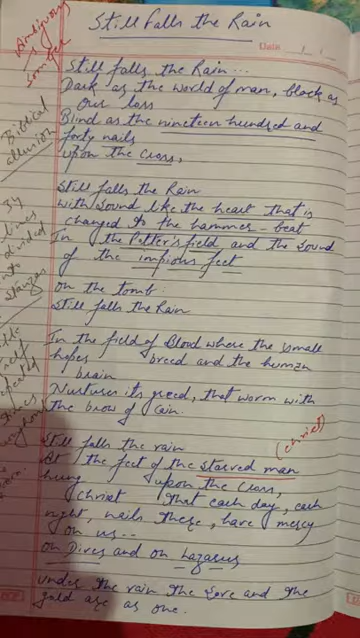 Still Falls the Rain
Date / /
Still falls the Rain...
Dark as the world of man, black as
our loss
Blind as the nineteen hundred and
forty nails
upon the Cross,
Biblical
allusion
Still falls the Rain
with sound like the heart that is
changed to the hammer-beat
In the Potter's field and the sound
of the impious feet
on the tomb:
Still falls the Rain
34
lines
divided
into
stanzas
In the field of Blood where the small
hopes breed and the human
brain
Nurtures its greed, that worm with
the brow of Cain.
Still falls the rain
At the feet of the starved man
(christ)
hung upon the Cross,
Christ that each day, each
night, nails there, have mercy
on us--
on Dives and on Lazarus
under the rain the sore and the
gold are as one.